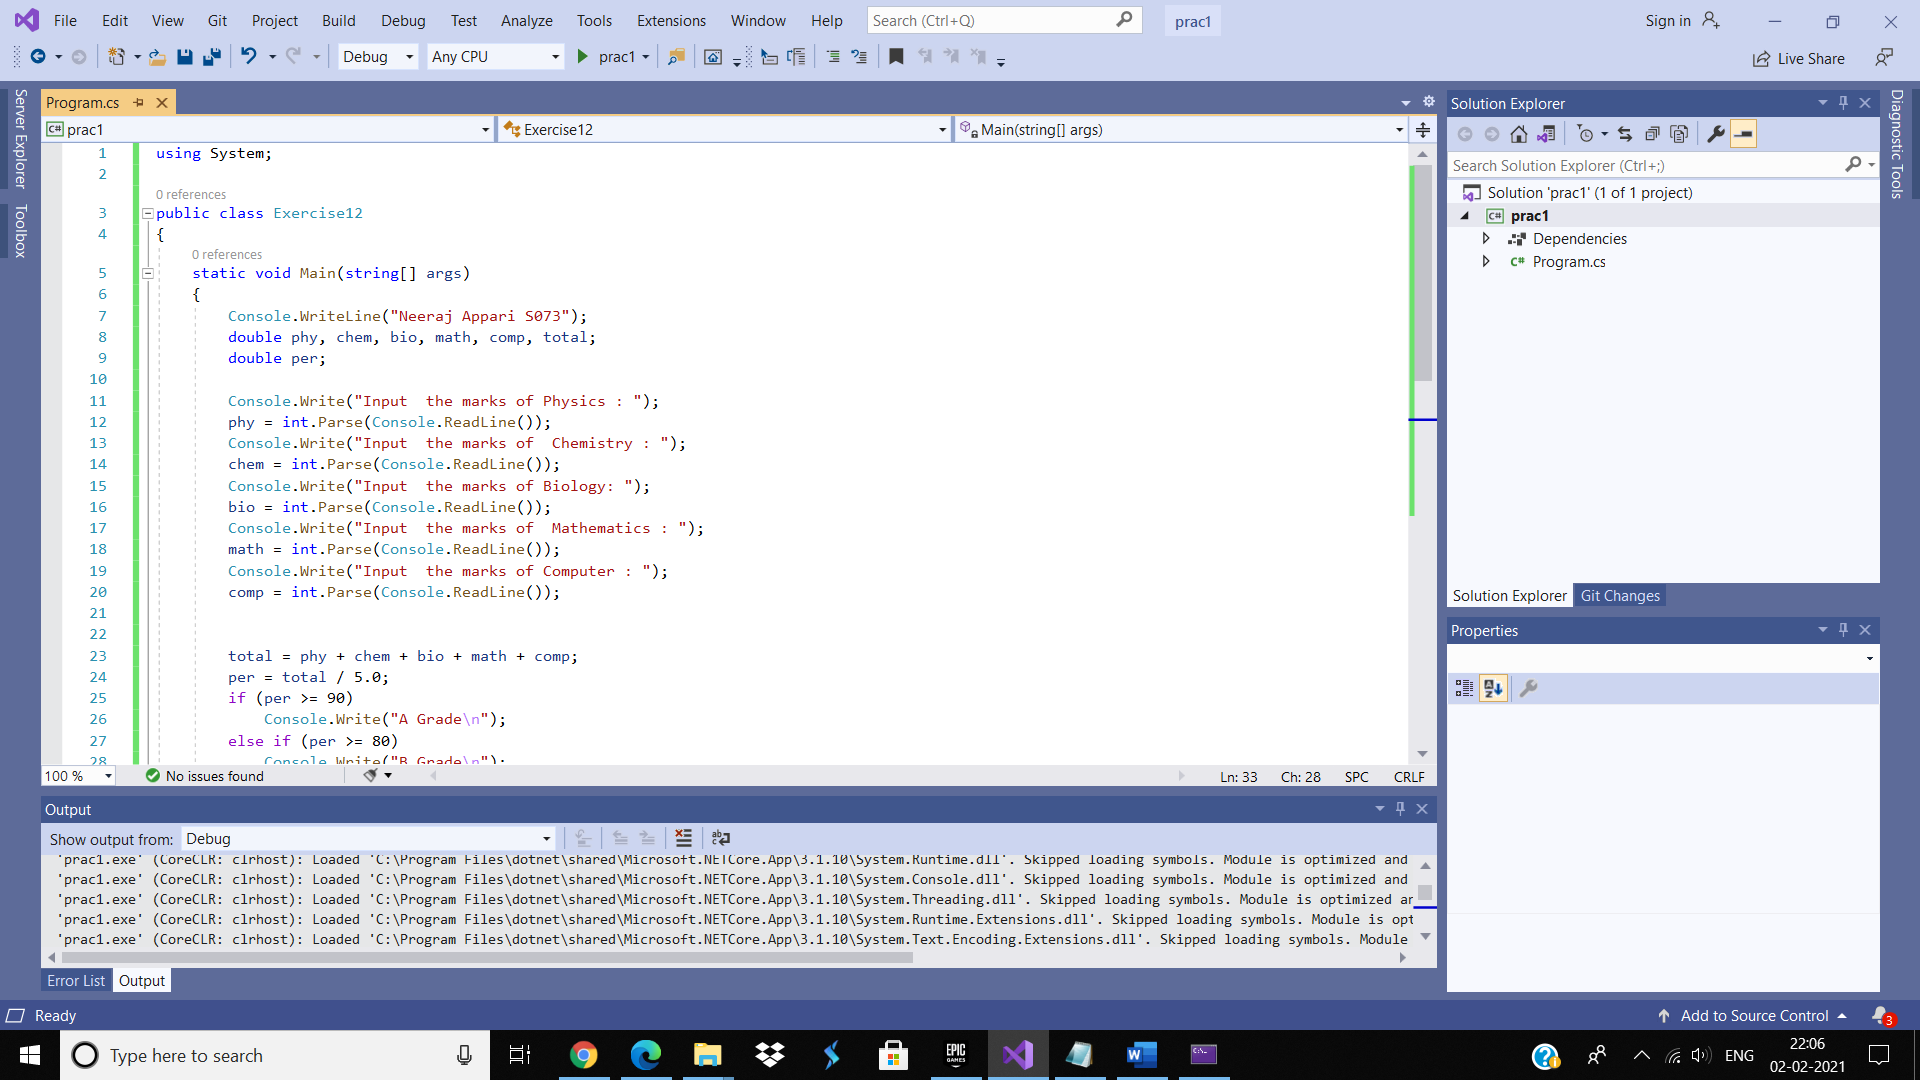 File Edit View Git Project Build Debug Test Analyze Tools Extensions Window Help Search (Ctrl+Q) prac1 Sign in
Debug Any CPU prac1 Live Share
Server Explorer
Toolbox
Program.cs
prac1 Exercise12 Main(string[] args)
1 using System;
2
0 references
3 public class Exercise12
4 {
0 references
5 static void Main(string[] args)
6 {
7 Console.WriteLine("Neeraj Appari S073");
8 double phy, chem, bio, math, comp, total;
9 double per;
10
11 Console.Write("Input  the marks of Physics : ");
12 phy = int.Parse(Console.ReadLine());
13 Console.Write("Input  the marks of  Chemistry : ");
14 chem = int.Parse(Console.ReadLine());
15 Console.Write("Input  the marks of Biology: ");
16 bio = int.Parse(Console.ReadLine());
17 Console.Write("Input  the marks of  Mathematics : ");
18 math = int.Parse(Console.ReadLine());
19 Console.Write("Input  the marks of Computer : ");
20 comp = int.Parse(Console.ReadLine());
21
22
23 total = phy + chem + bio + math + comp;
24 per = total / 5.0;
25 if (per >= 90)
26 Console.Write("A Grade\n");
27 else if (per >= 80)
28 Console.Write("B Grade\n");
100 % No issues found Ln: 33 Ch: 28 SPC CRLF
Output
Show output from: Debug
'prac1.exe' (CoreCLR: clrhost): Loaded 'C:\Program Files\dotnet\shared\Microsoft.NETCore.App\3.1.10\System.Runtime.dll'. Skipped loading symbols. Module is optimized and
'prac1.exe' (CoreCLR: clrhost): Loaded 'C:\Program Files\dotnet\shared\Microsoft.NETCore.App\3.1.10\System.Console.dll'. Skipped loading symbols. Module is optimized and
'prac1.exe' (CoreCLR: clrhost): Loaded 'C:\Program Files\dotnet\shared\Microsoft.NETCore.App\3.1.10\System.Threading.dll'. Skipped loading symbols. Module is optimized ar
'prac1.exe' (CoreCLR: clrhost): Loaded 'C:\Program Files\dotnet\shared\Microsoft.NETCore.App\3.1.10\System.Runtime.Extensions.dll'. Skipped loading symbols. Module is opt
'prac1.exe' (CoreCLR: clrhost): Loaded 'C:\Program Files\dotnet\shared\Microsoft.NETCore.App\3.1.10\System.Text.Encoding.Extensions.dll'. Skipped loading symbols. Module
Error List Output
Solution Explorer
Search Solution Explorer (Ctrl+;)
Solution 'prac1' (1 of 1 project)
C# prac1
Dependencies
C# Program.cs
Solution Explorer Git Changes
Properties
Diagnostic Tools
Ready Add to Source Control 3
Type here to search EPIC GAMES ENG 22:06
02-02-2021